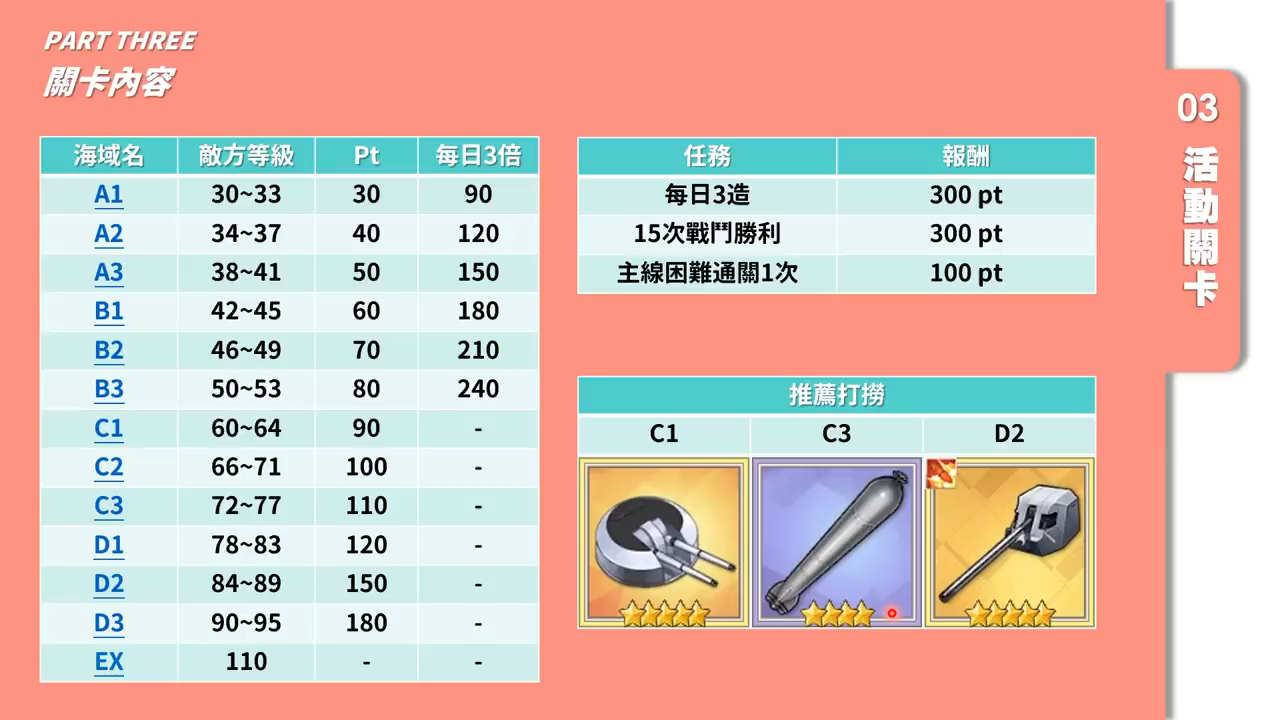 PART THREE
關卡內容
海域名 敵方等級 Pt 每日3倍
A1 30~33 30 90
A2 34~37 40 120
A3 38~41 50 150
B1 42~45 60 180
B2 46~49 70 210
B3 50~53 80 240
C1 60~64 90 -
C2 66~71 100 -
C3 72~77 110 -
D1 78~83 120 -
D2 84~89 150 -
D3 90~95 180 -
EX 110 - -
任務 報酬
每日3造 300 pt
15次戰鬥勝利 300 pt
主線困難通關1次 100 pt
推薦打撈
C1 C3 D2
03
活動關卡